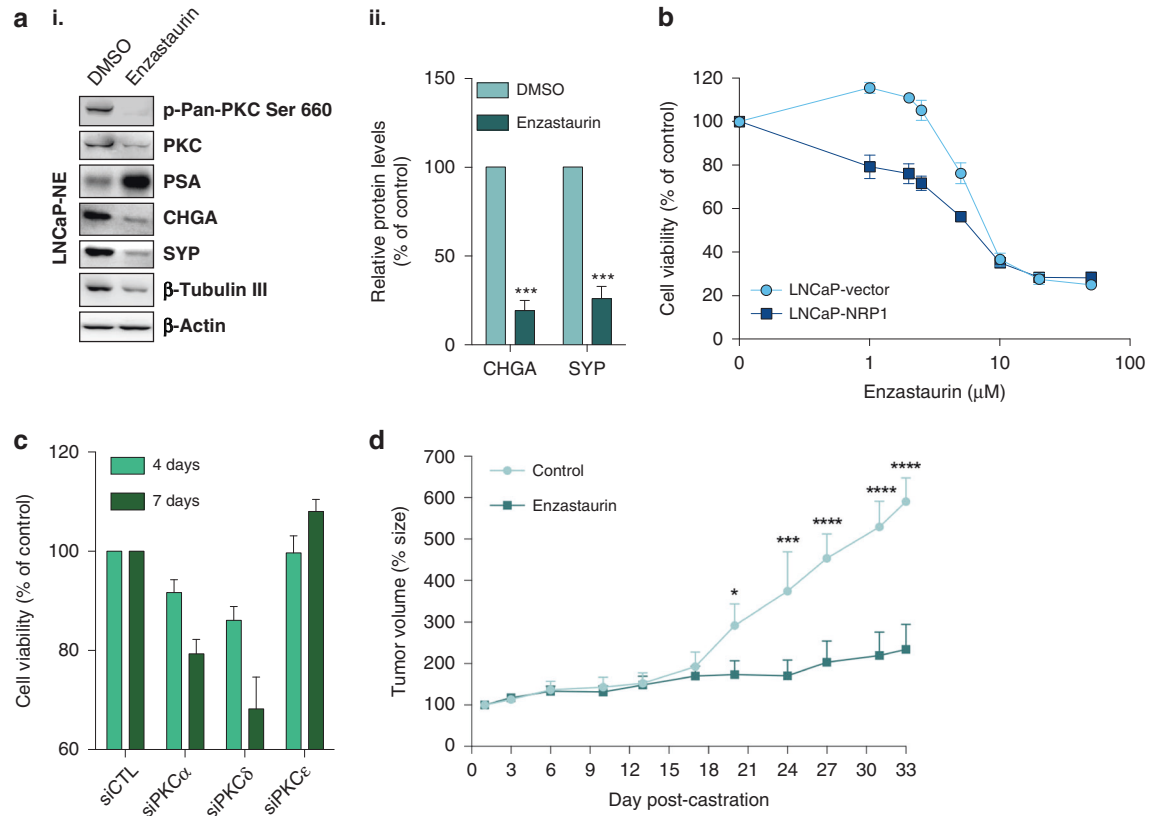 a i.
DMSO
Enzastaurin
LNCaP-NE
p-Pan-PKC Ser 660
PKC
PSA
CHGA
SYP
β-Tubulin III
β-Actin
ii.
Relative protein levels
(% of control)
150
100
50
0
DMSO
Enzastaurin
***
***
CHGA SYP
b
Cell viability (% of control)
120
100
80
60
40
20
0
LNCaP-vector
LNCaP-NRP1
0 1 10 100
Enzastaurin (μM)
c
Cell viability (% of control)
120
100
80
60
4 days
7 days
siCTL
siPKCα
siPKCδ
siPKCε
d
Tumor volume (% size)
700
600
500
400
300
200
100
0
Control
Enzastaurin
*
***
****
****
****
0 3 6 9 12 15 18 21 24 27 30 33
Day post-castration